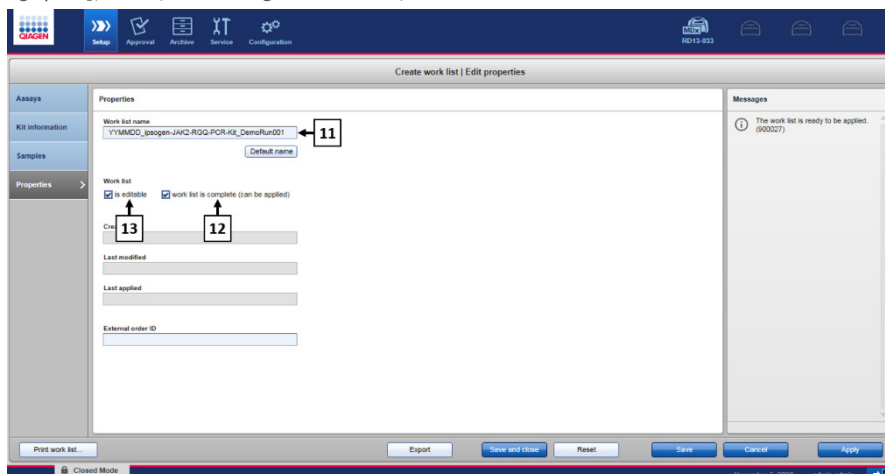 QIAGEN
Setup
Approval
Archive
Service
Configuration
MDx
RD13-033
Create work list | Edit properties
Assays
Kit information
Samples
Properties
Properties
Work list name
YYMMDD_ipsogen-JAK2-RGQ-PCR-Kit_DemoRun001
11
Default name
Work list
is editable
work list is complete (can be applied)
13
12
Last modified
Last applied
External order ID
Messages
The work list is ready to be applied.
(900027)
Print work list...
Export
Save and close
Reset
Save
Cancel
Apply
Closed Mode